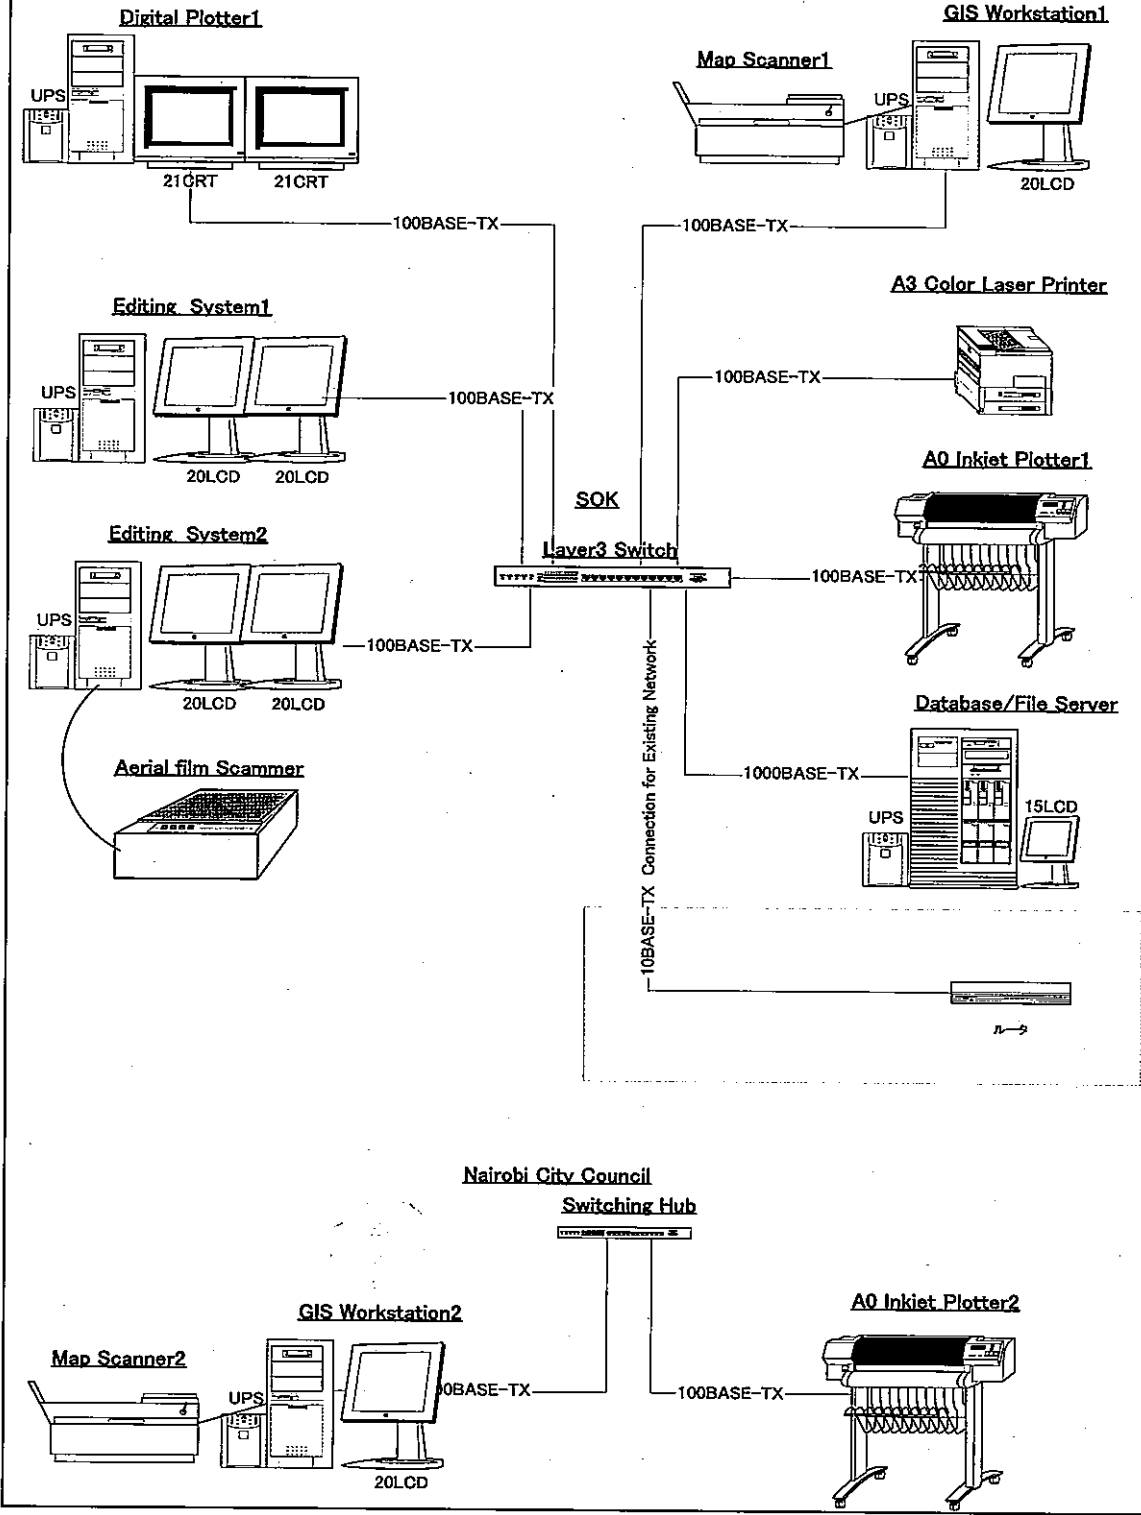 Digital Plotter1
UPS
21CRT
21CRT
100BASE-TX
GIS Workstation1
Map Scanner1
UPS
20LCD
100BASE-TX
Editing System1
UPS
20LCD
20LCD
100BASE-TX
A3 Color Laser Printer
100BASE-TX
A0 Inkjet Plotter1
100BASE-TX
SOK
Layer3 Switch
Editing System2
UPS
20LCD
20LCD
100BASE-TX
Aerial film Scammer
Database/File Server
1000BASE-TX
UPS
15LCD
10BASE-TX Connection for Existing Network
ルータ
Nairobi City Council
Switching Hub
GIS Workstation2
Map Scanner2
UPS
20LCD
00BASE-TX
100BASE-TX
A0 Inkjet Plotter2